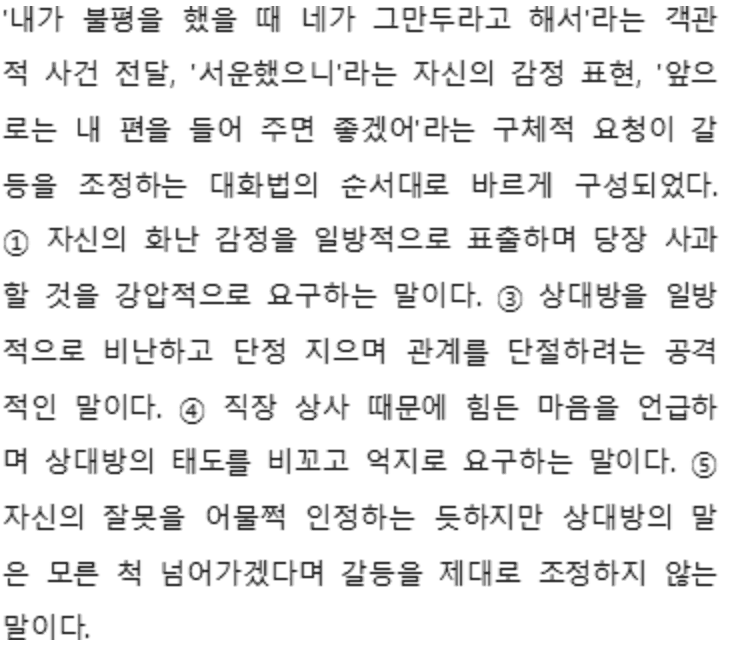 '내가 불평을 했을 때 네가 그만두라고 해서'라는 객관
적 사건 전달, '서운했으니'라는 자신의 감정 표현, '앞으
로는 내 편을 들어 주면 좋겠어'라는 구체적 요청이 갈
등을 조정하는 대화법의 순서대로 바르게 구성되었다.
① 자신의 화난 감정을 일방적으로 표출하며 당장 사과
할 것을 강압적으로 요구하는 말이다. ③ 상대방을 일방
적으로 비난하고 단정 지으며 관계를 단절하려는 공격
적인 말이다. ④ 직장 상사 때문에 힘든 마음을 언급하
며 상대방의 태도를 비꼬고 억지로 요구하는 말이다. ⑤
자신의 잘못을 어물쩍 인정하는 듯하지만 상대방의 말
은 모른 척 넘어가겠다며 갈등을 제대로 조정하지 않는
말이다.